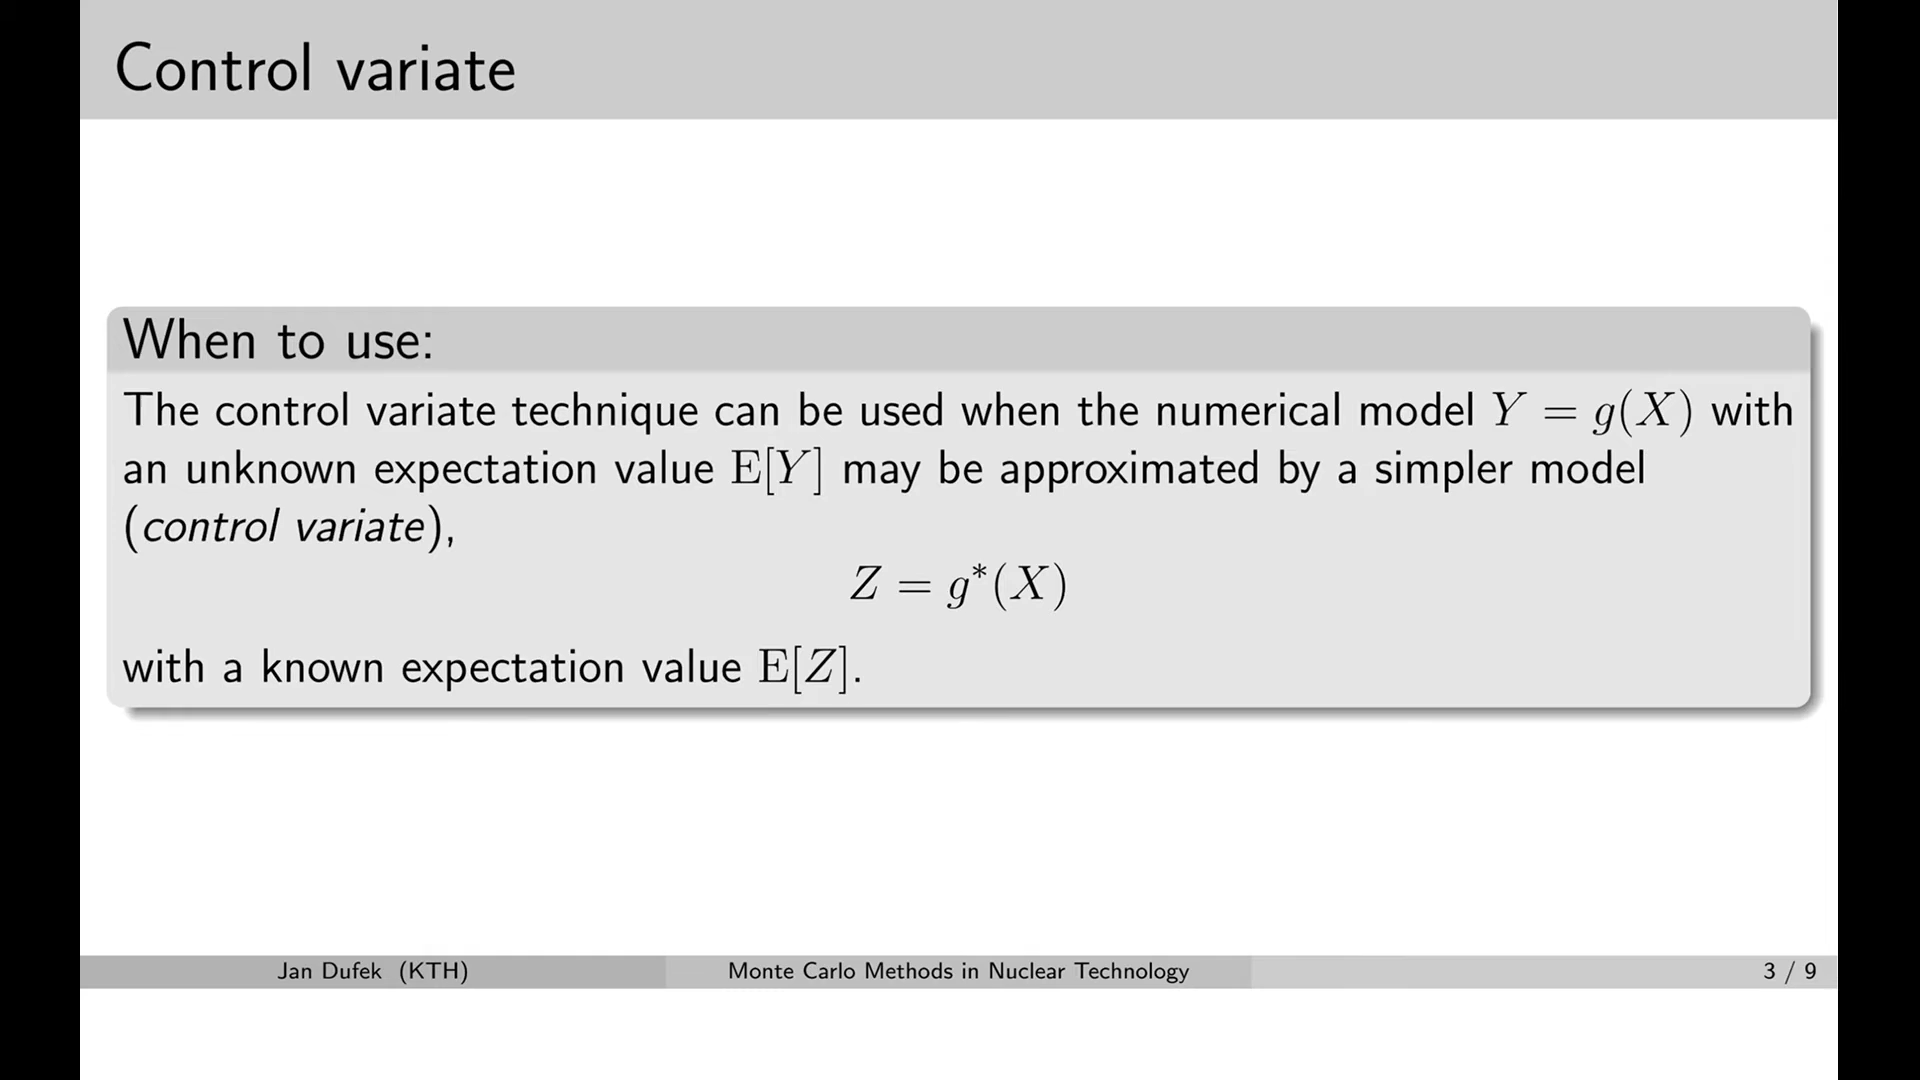 Control variate
When to use:
The control variate technique can be used when the numerical model Y = g(X) with
an unknown expectation value E[Y] may be approximated by a simpler model
(control variate),
Z = g*(X)
with a known expectation value E[Z].
Jan Dufek (KTH) Monte Carlo Methods in Nuclear Technology 3 / 9